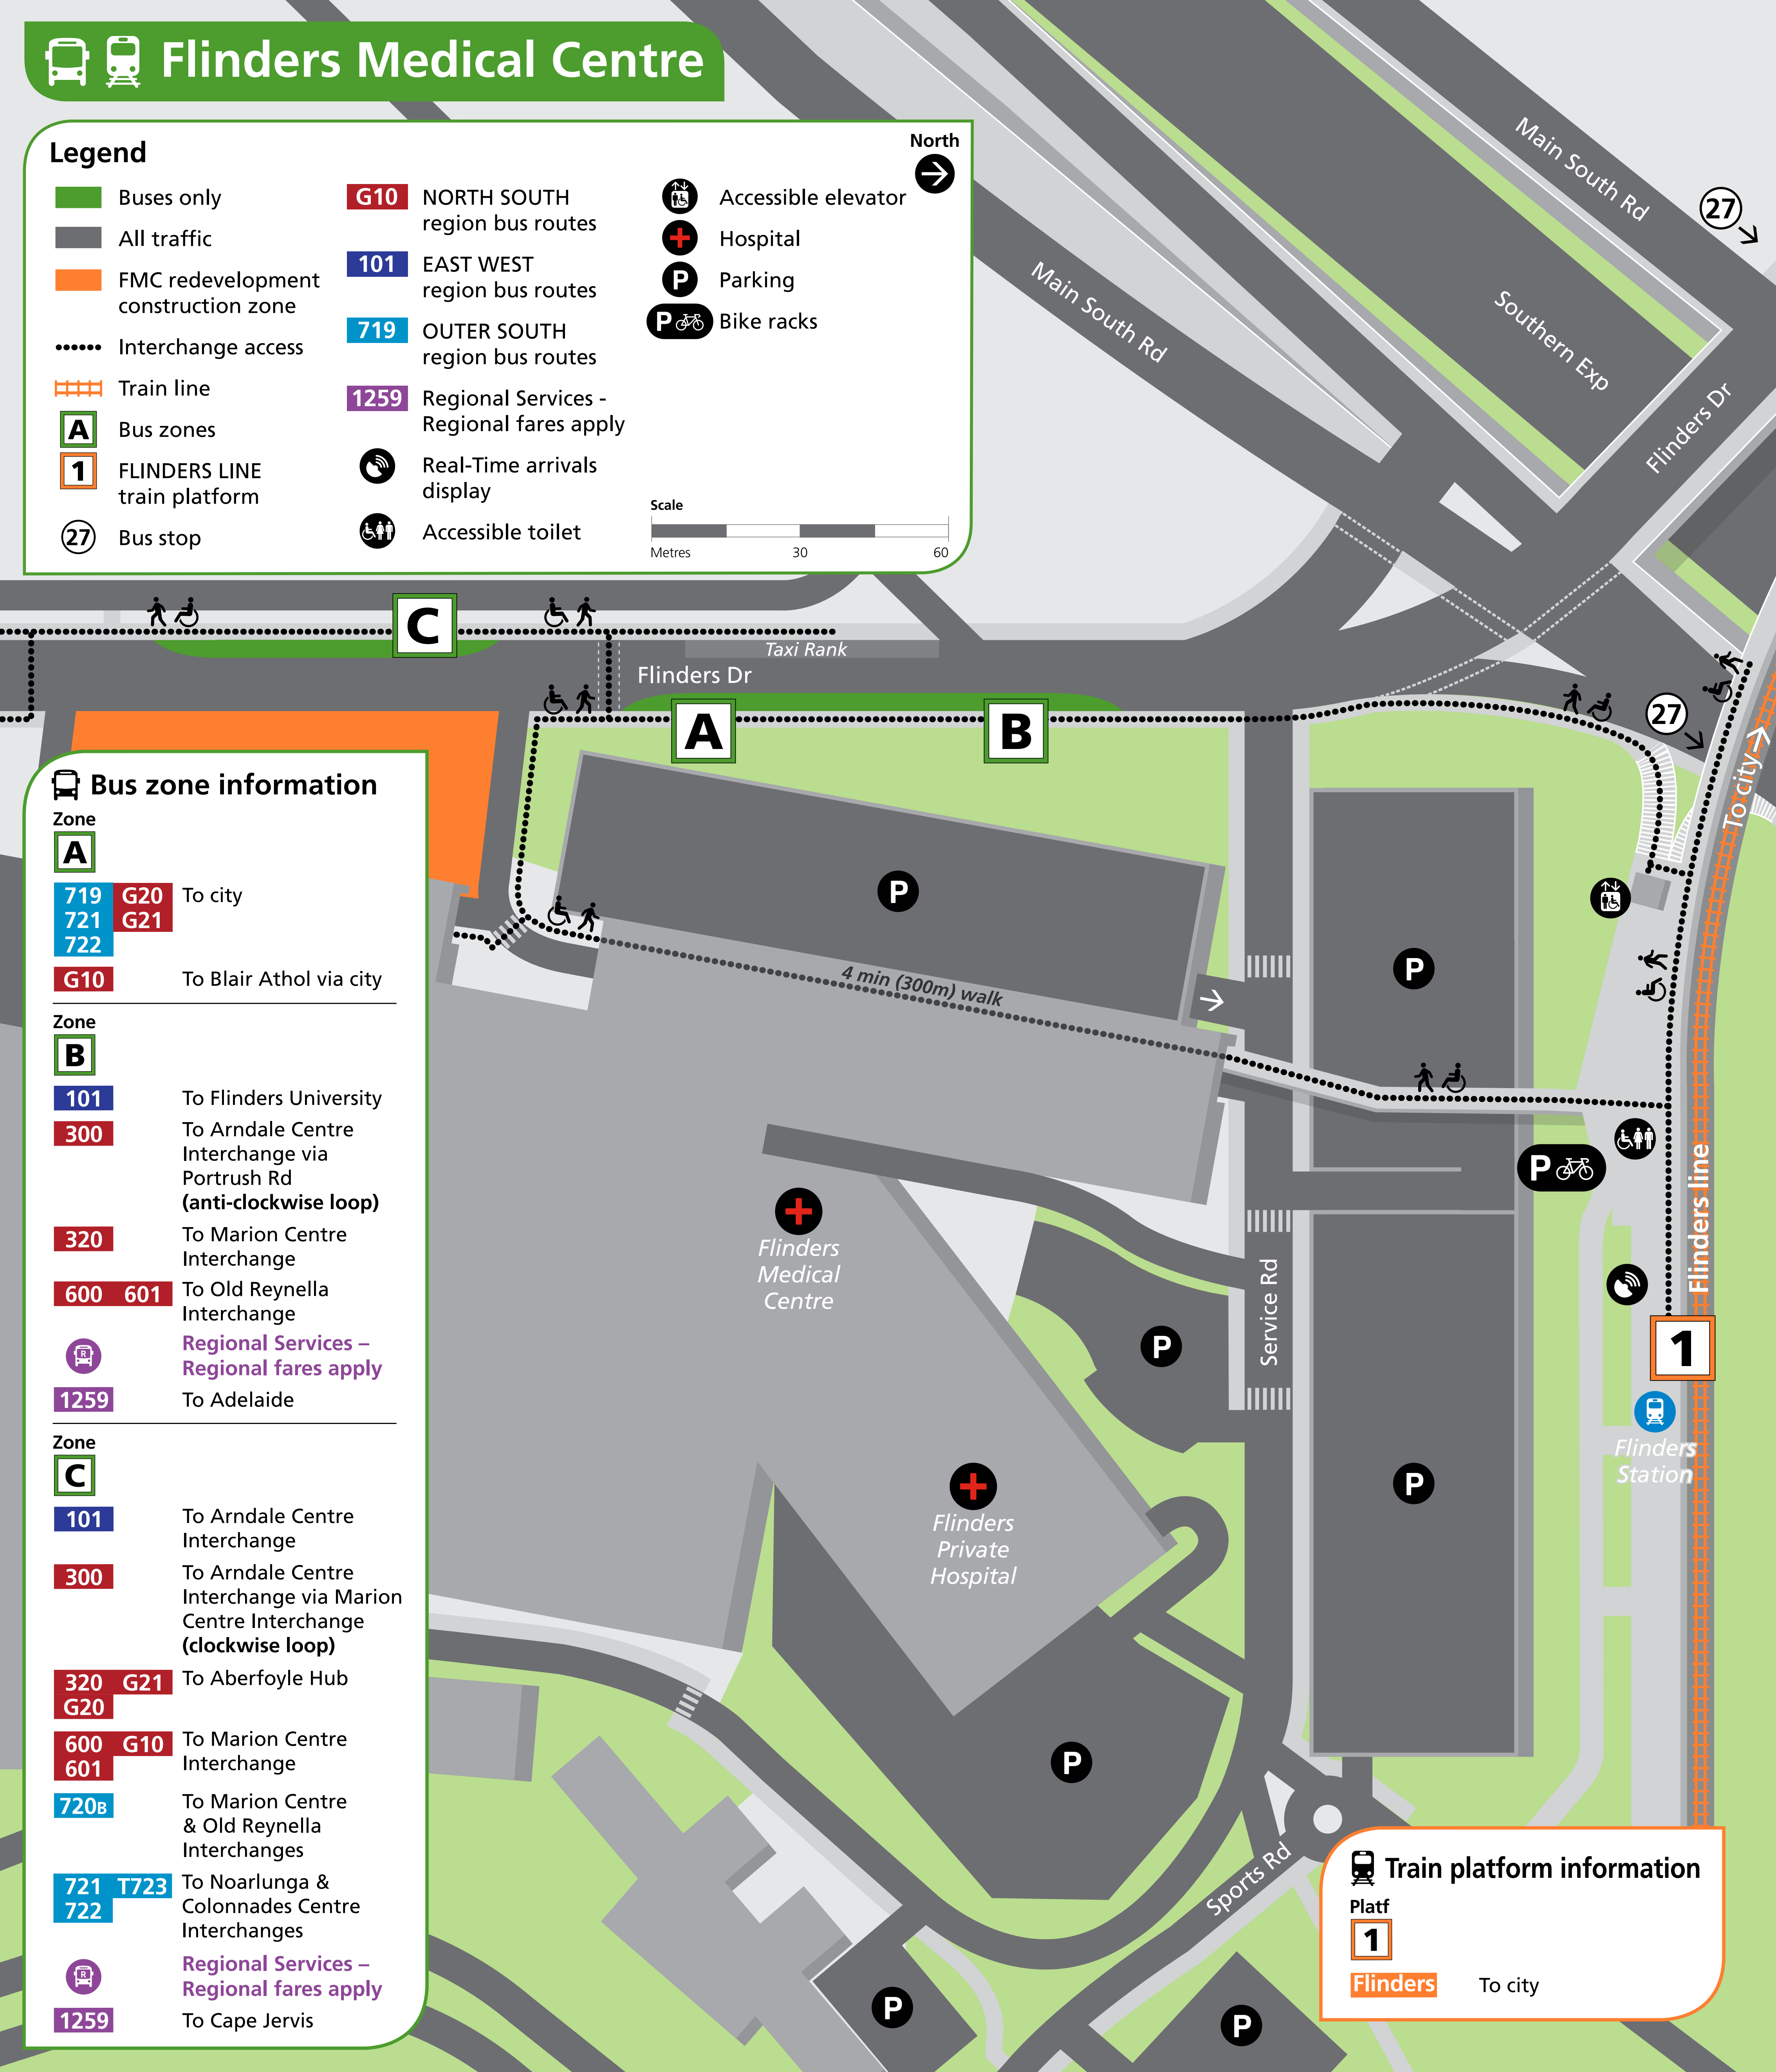 Flinders Medical Centre
Legend
North
Buses only
All traffic
FMC redevelopment
construction zone
Interchange access
Train line
A Bus zones
1 FLINDERS LINE
train platform
27 Bus stop
G10 NORTH SOUTH
region bus routes
101 EAST WEST
region bus routes
719 OUTER SOUTH
region bus routes
1259 Regional Services -
Regional fares apply
Real-Time arrivals
display
Accessible toilet
Accessible elevator
Hospital
P Parking
P Bike racks
Scale
Metres 30 60
Main South Rd
27
Main South Rd
Southern Exp
Flinders Dr
C
Taxi Rank
Flinders Dr
A
B
27
To city
P
4 min (300m) walk
P
P
Flinders line
Flinders
Medical
Centre
Service Rd
P
1
Flinders
Station
P
Flinders
Private
Hospital
P
Sports Rd
P
P
Bus zone information
Zone
A
719 G20 To city
721 G21
722
G10 To Blair Athol via city
Zone
B
101 To Flinders University
300 To Arndale Centre
Interchange via
Portrush Rd
(anti-clockwise loop)
320 To Marion Centre
Interchange
600 601 To Old Reynella
Interchange
R Regional Services –
Regional fares apply
1259 To Adelaide
Zone
C
101 To Arndale Centre
Interchange
300 To Arndale Centre
Interchange via Marion
Centre Interchange
(clockwise loop)
320 G21 To Aberfoyle Hub
G20
600 G10 To Marion Centre
601 Interchange
720B To Marion Centre
& Old Reynella
Interchanges
721 T723 To Noarlunga &
722 Colonnades Centre
Interchanges
R Regional Services –
Regional fares apply
1259 To Cape Jervis
Train platform information
Platf
1
Flinders To city